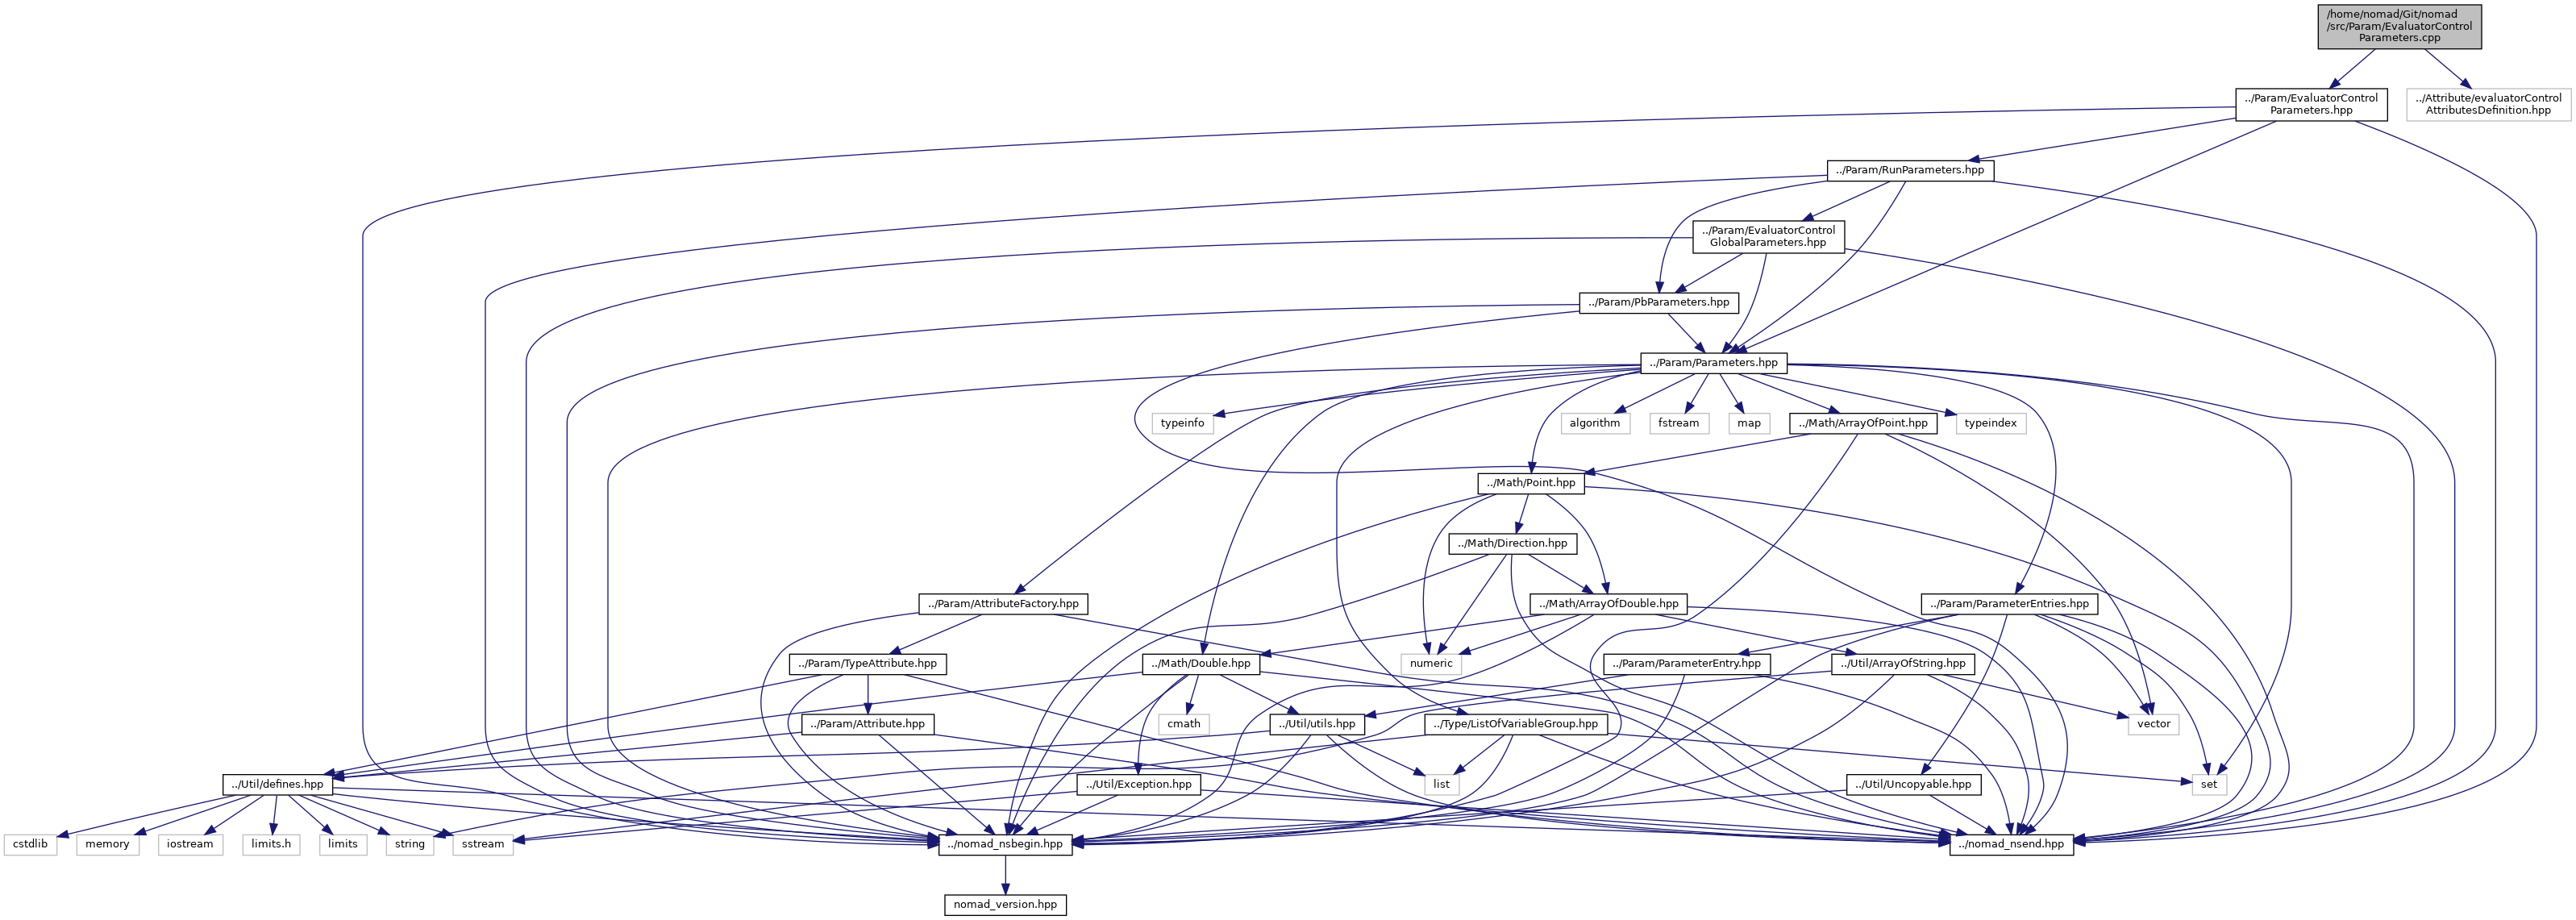 /home/nomad/Git/nomad
/src/Param/EvaluatorControl
Parameters.cpp
../Param/EvaluatorControl
Parameters.hpp
../Attribute/evaluatorControl
AttributesDefinition.hpp
../Param/RunParameters.hpp
../Param/EvaluatorControl
GlobalParameters.hpp
../Param/PbParameters.hpp
../Param/Parameters.hpp
typeinfo
algorithm
fstream
map
../Math/ArrayOfPoint.hpp
typeindex
../Math/Point.hpp
../Math/Direction.hpp
../Param/AttributeFactory.hpp
../Math/ArrayOfDouble.hpp
../Param/ParameterEntries.hpp
../Param/TypeAttribute.hpp
../Math/Double.hpp
numeric
../Param/ParameterEntry.hpp
../Util/ArrayOfString.hpp
../Param/Attribute.hpp
cmath
../Util/utils.hpp
../Type/ListOfVariableGroup.hpp
vector
../Util/defines.hpp
../Util/Exception.hpp
list
../Util/Uncopyable.hpp
set
cstdlib
memory
iostream
limits.h
limits
string
sstream
../nomad_nsbegin.hpp
../nomad_nsend.hpp
nomad_version.hpp